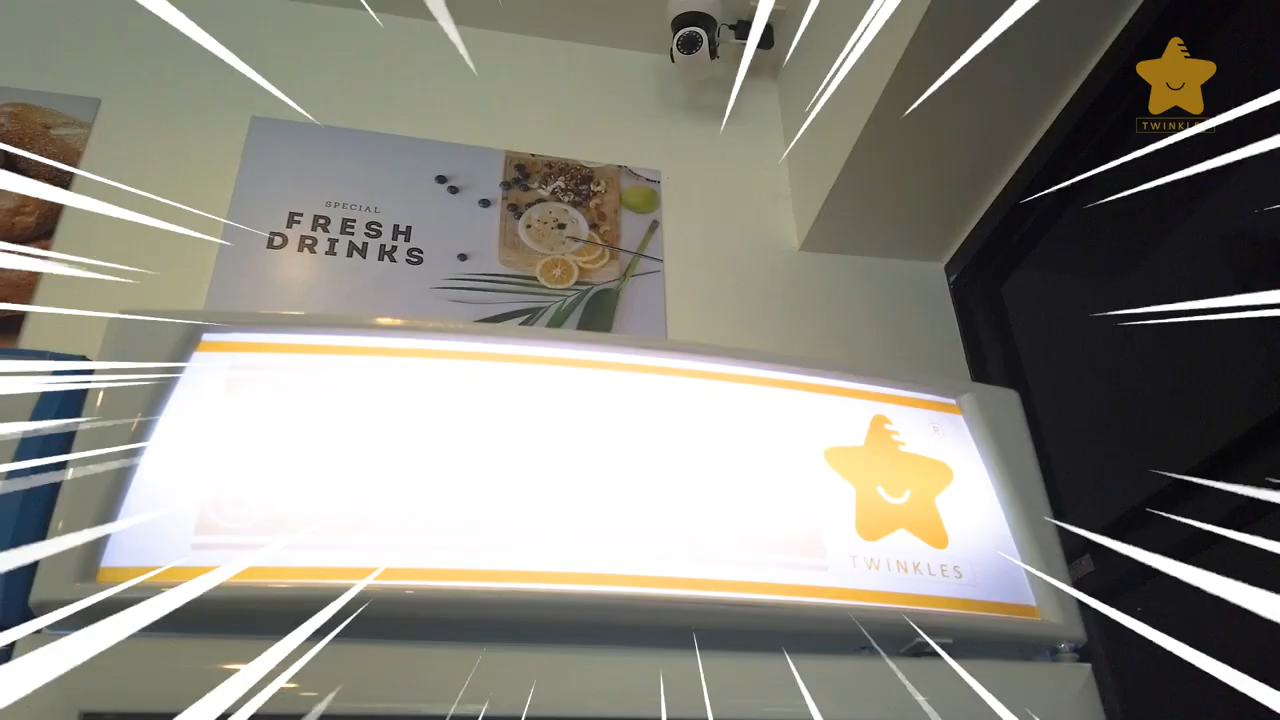 TWINKLES
SPECIAL
FRESH
DRINKS
®
TWINKLES